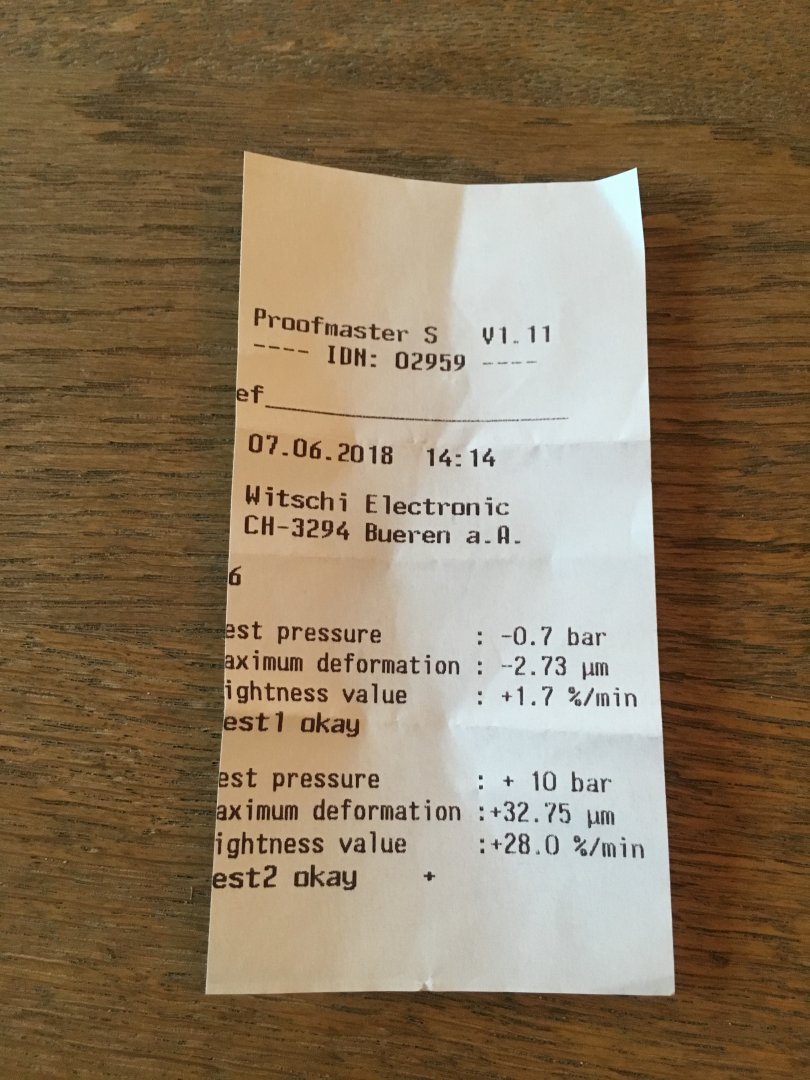 Proofmaster S V1.11
---- IDN: 02959 ----
ef______________________
07.06.2018 14:14
Witschi Electronic
CH-3294 Bueren a.A.
6
est pressure : -0.7 bar
aximum deformation : -2.73 µm
ightness value : +1.7 %/min
est1 okay
est pressure : + 10 bar
aximum deformation :+32.75 µm
ightness value :+28.0 %/min
est2 okay +